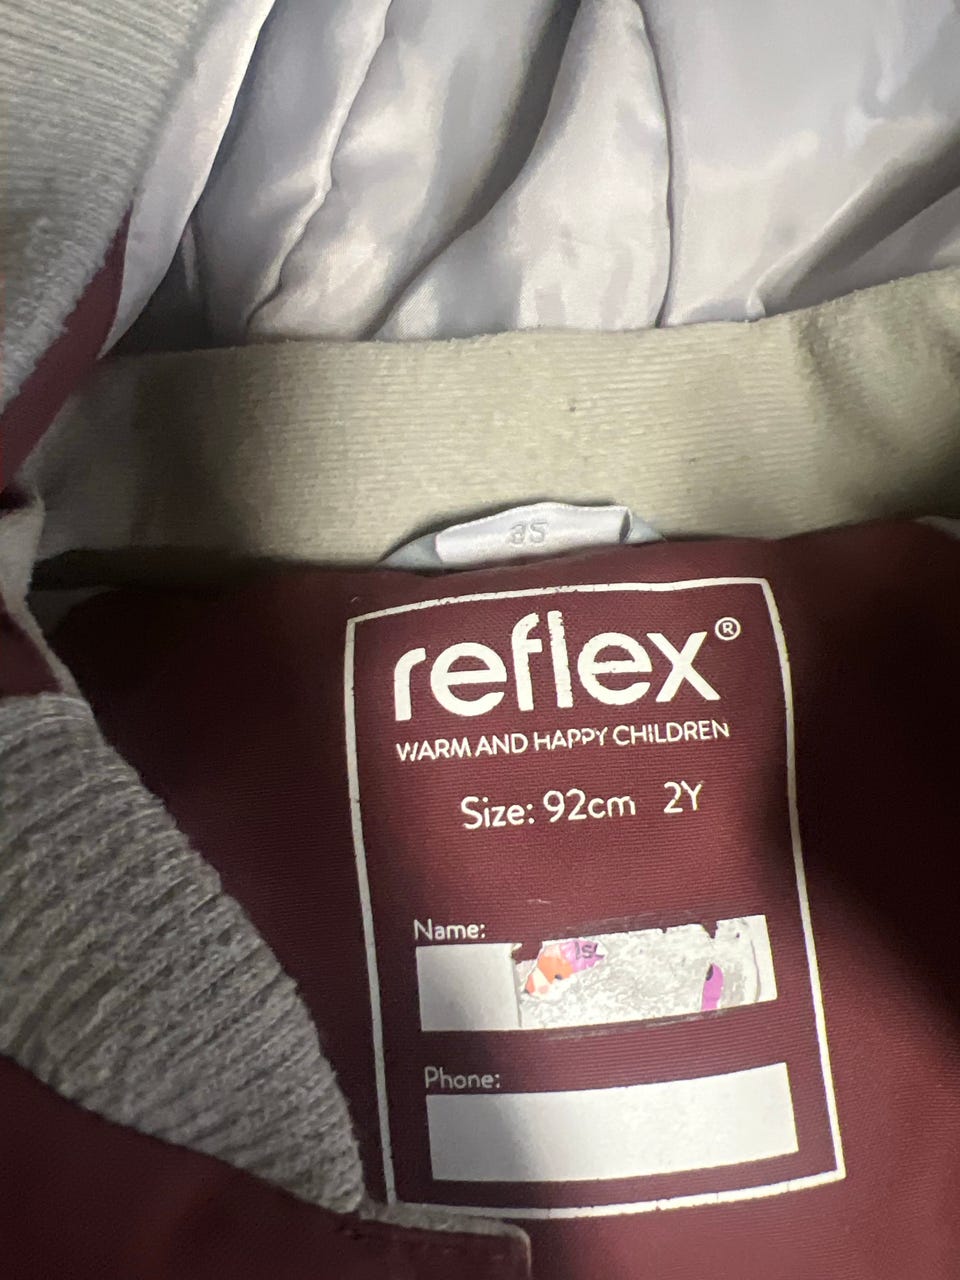 reflex®
WARM AND HAPPY CHILDREN
Size: 92cm 2Y
Name:
Phone: